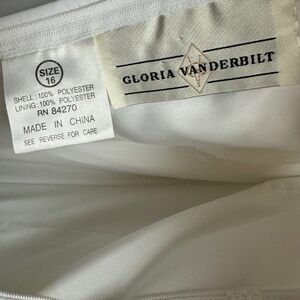 SIZE
16
SHELL: 100% POLYESTER
LINING: 100% POLYESTER
RN 84270
MADE IN CHINA
SEE REVERSE FOR CARE
GLORIA VANDERBILT